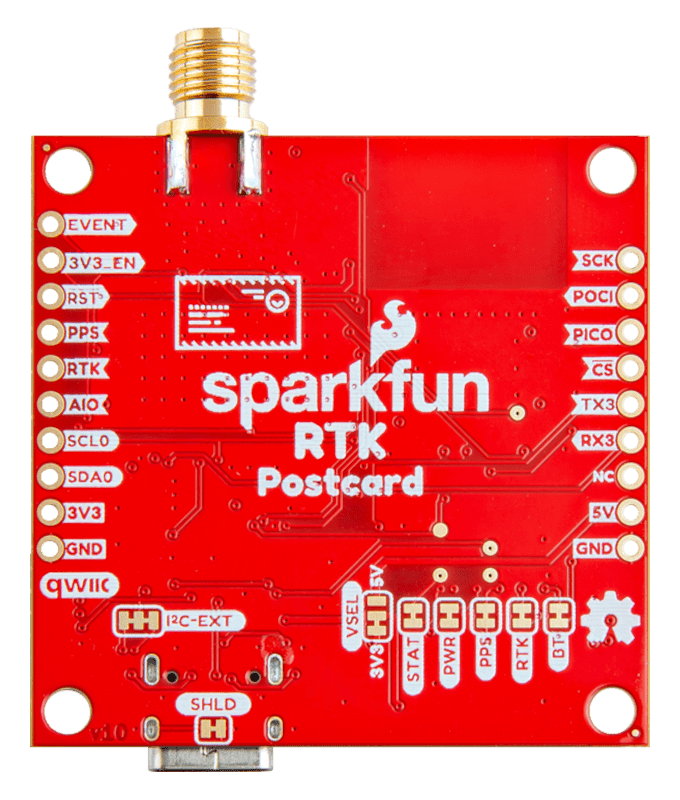 EVENT
3V3_EN
RST
PPS
RTK
AIO
SCL0
SDA0
3V3
GND
qwiic
I²C-EXT
SHLD
v10
sparkfun
RTK
Postcard
SCK
POCI
PICO
CS
TX3
RX3
NC
5V
GND
VSEL
5V
3V3
STAT
PWR
PPS
RTK
BT